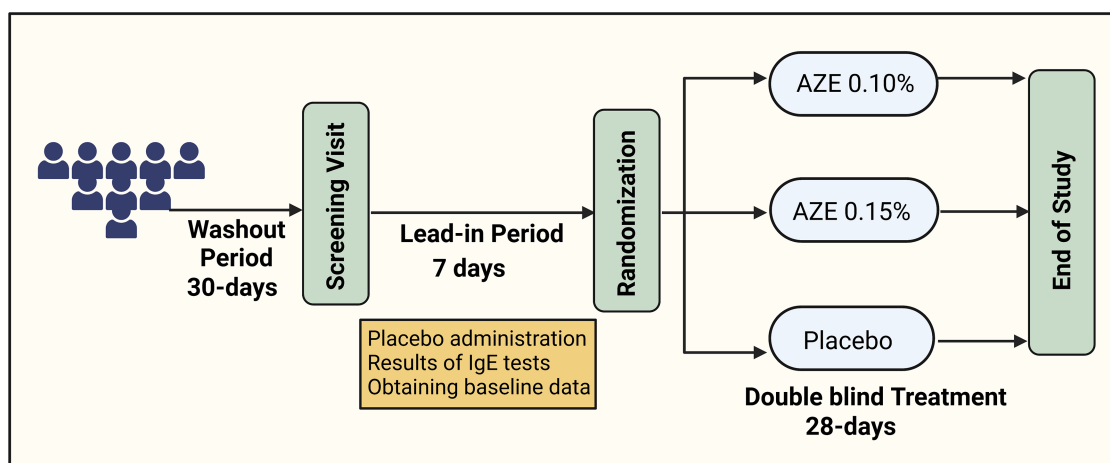 Washout
Period
30-days
Screening Visit
Lead-in Period
7 days
Placebo administration
Results of IgE tests
Obtaining baseline data
Randomization
AZE 0.10%
AZE 0.15%
Placebo
Double blind Treatment
28-days
End of Study